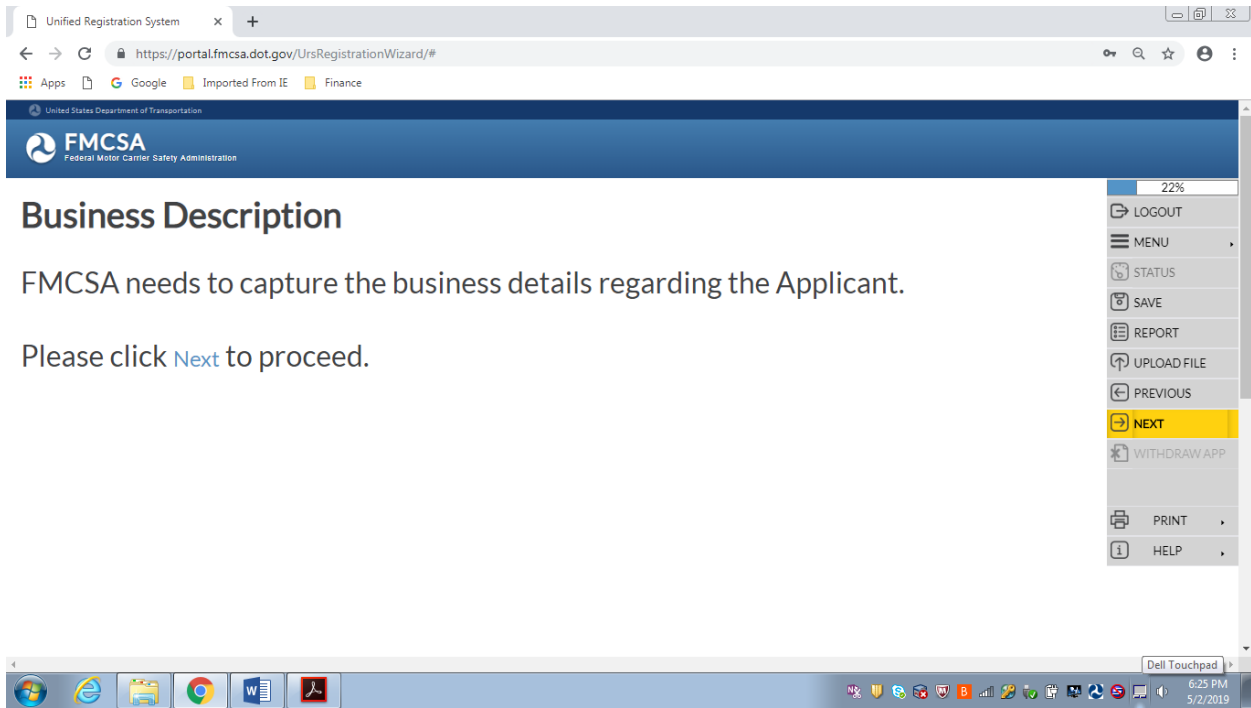 Unified Registration System
https://portal.fmcsa.dot.gov/UrsRegistrationWizard/#
Apps Google Imported From IE Finance
United States Department of Transportation
FMCSA
Federal Motor Carrier Safety Administration
22%
Business Description
LOGOUT
MENU
FMCSA needs to capture the business details regarding the Applicant.
STATUS
SAVE
REPORT
Please click Next to proceed.
UPLOAD FILE
PREVIOUS
NEXT
WITHDRAW APP
PRINT
HELP
Dell Touchpad
6:25 PM
5/2/2019